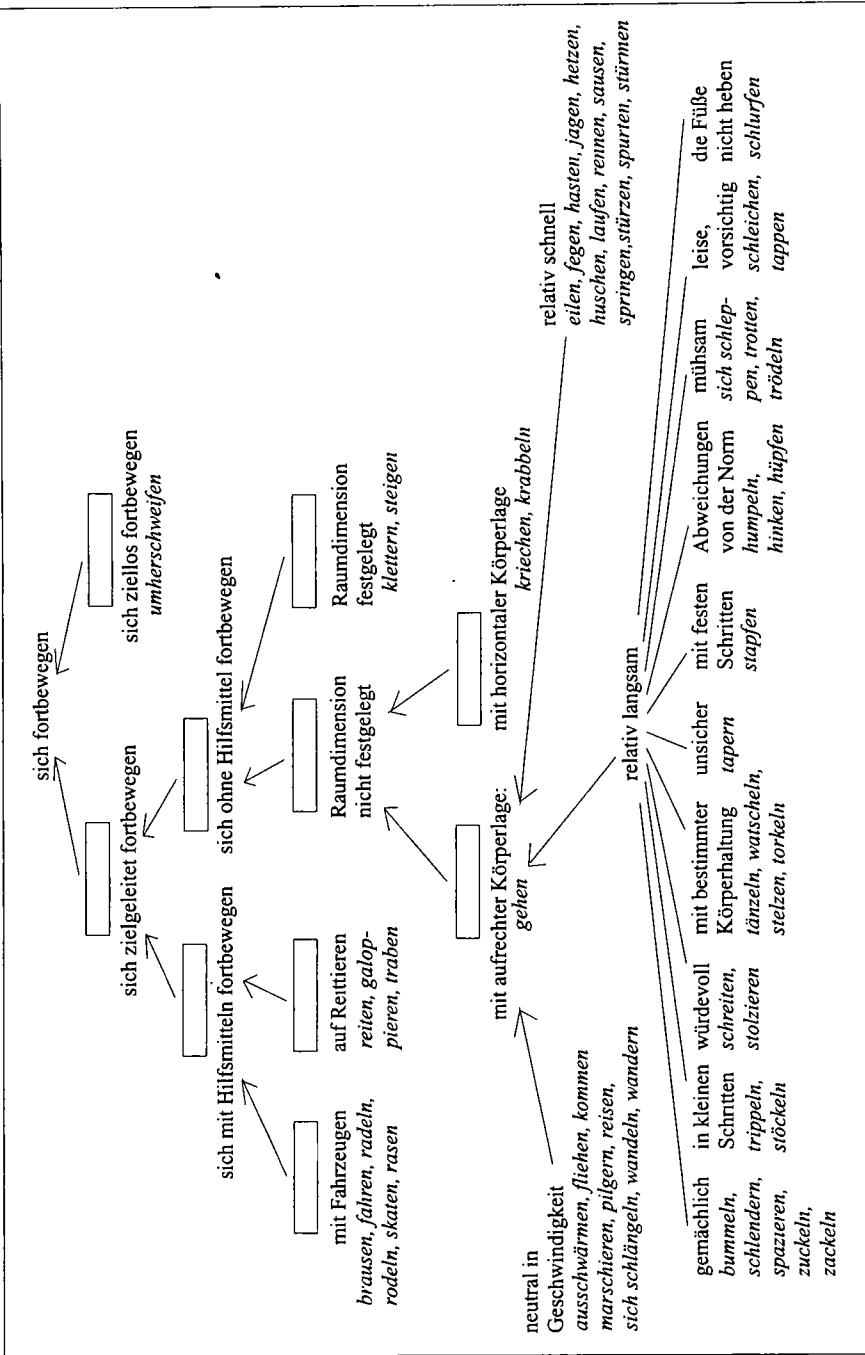 sich fortbewegen
sich zielgeleitet fortbewegen
sich ziellos fortbewegen
umherschweifen
sich mit Hilfsmitteln fortbewegen
sich ohne Hilfsmittel fortbewegen
mit Fahrzeugen
brausen, fahren, radeln,
rodeln, skaten, rasen
auf Reittieren
reiten, galop-
pieren, traben
Raumdimension
nicht festgelegt
Raumdimension
festgelegt
klettern, steigen
mit aufrechter Körperlage:
gehen
mit horizontaler Körperlage
kriechen, krabbeln
neutral in
Geschwindigkeit
ausschwärmen, fliehen, kommen
marschieren, pilgern, reisen,
sich schlängeln, wandeln, wandern
relativ schnell
eilen, fegen, hasten, jagen, hetzen,
huschen, laufen, rennen, sausen,
springen,stürzen, spurten, stürmen
relativ langsam
gemächlich
bummeln,
schlendern,
spazieren,
zuckeln,
zackeln
in kleinen
Schritten
trippeln,
stöckeln
würdevoll
schreiten,
stolzieren
mit bestimmter
Körperhaltung
tänzeln, watscheln,
stelzen, torkeln
unsicher
tapern
mit festen
Schritten
stapfen
Abweichungen
von der Norm
humpeln,
hinken, hüpfen
mühsam
sich schlep-
pen, trotten,
trödeln
leise,
vorsichtig
schleichen,
tappen
die Füße
nicht heben
schlurfen